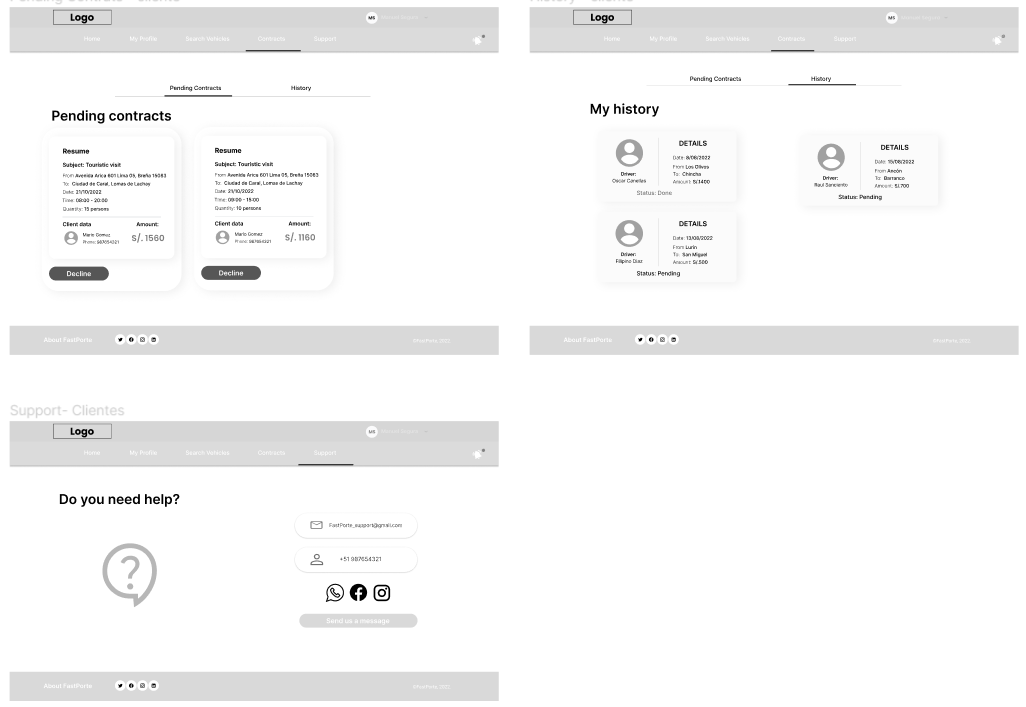 Pending Contrats - Cliente
Logo
MS
Home My Profile Search Vehicles Contracts Support
Pending Contracts History
Pending contracts
Resume
Subject: Touristic visit
From Avenida Arica 601 Lima 05, Breña 15083
To: Ciudad de Caral, Lomas de Lachay
Date: 21/10/2022
Time: 08:00 - 20:00
Quantity: 15 persons
Client data Amount:
Mario Gomez
Phone: 987654321
S/. 1560
Decline
Resume
Subject: Touristic visit
From Avenida Arica 601 Lima 05, Breña 15083
To: Ciudad de Caral, Lomas de Lachay
Date: 21/10/2022
Time: 09:00 - 15:00
Quantity: 10 persons
Client data Amount:
Mario Gomez
Phone: 987654321
S/. 1160
Decline
About FastPorte
©FastPorte, 2022
History - Cliente
Logo
MS
Home My Profile Search Vehicles Contracts Support
Pending Contracts History
My history
DETAILS
Date: 8/08/2022
From Los Olivos
To: Chincha
Amount: S/.1400
Driver:
Oscar Canellas
Status: Done
DETAILS
Date: 15/08/2022
From Ancón
To: Barranco
Amount: S/.700
Driver:
Raul Sanciento
Status: Pending
DETAILS
Date: 13/08/2022
From Lurin
To: San Miguel
Amount: S/.500
Driver:
Filipino Diaz
Status: Pending
About FastPorte
©FastPorte, 2022
Support- Clientes
Logo
MS
Home My Profile Search Vehicles Contracts Support
Do you need help?
FastPorte_support@gmail.com
+51 987654321
Send us a message
About FastPorte
©FastPorte, 2022